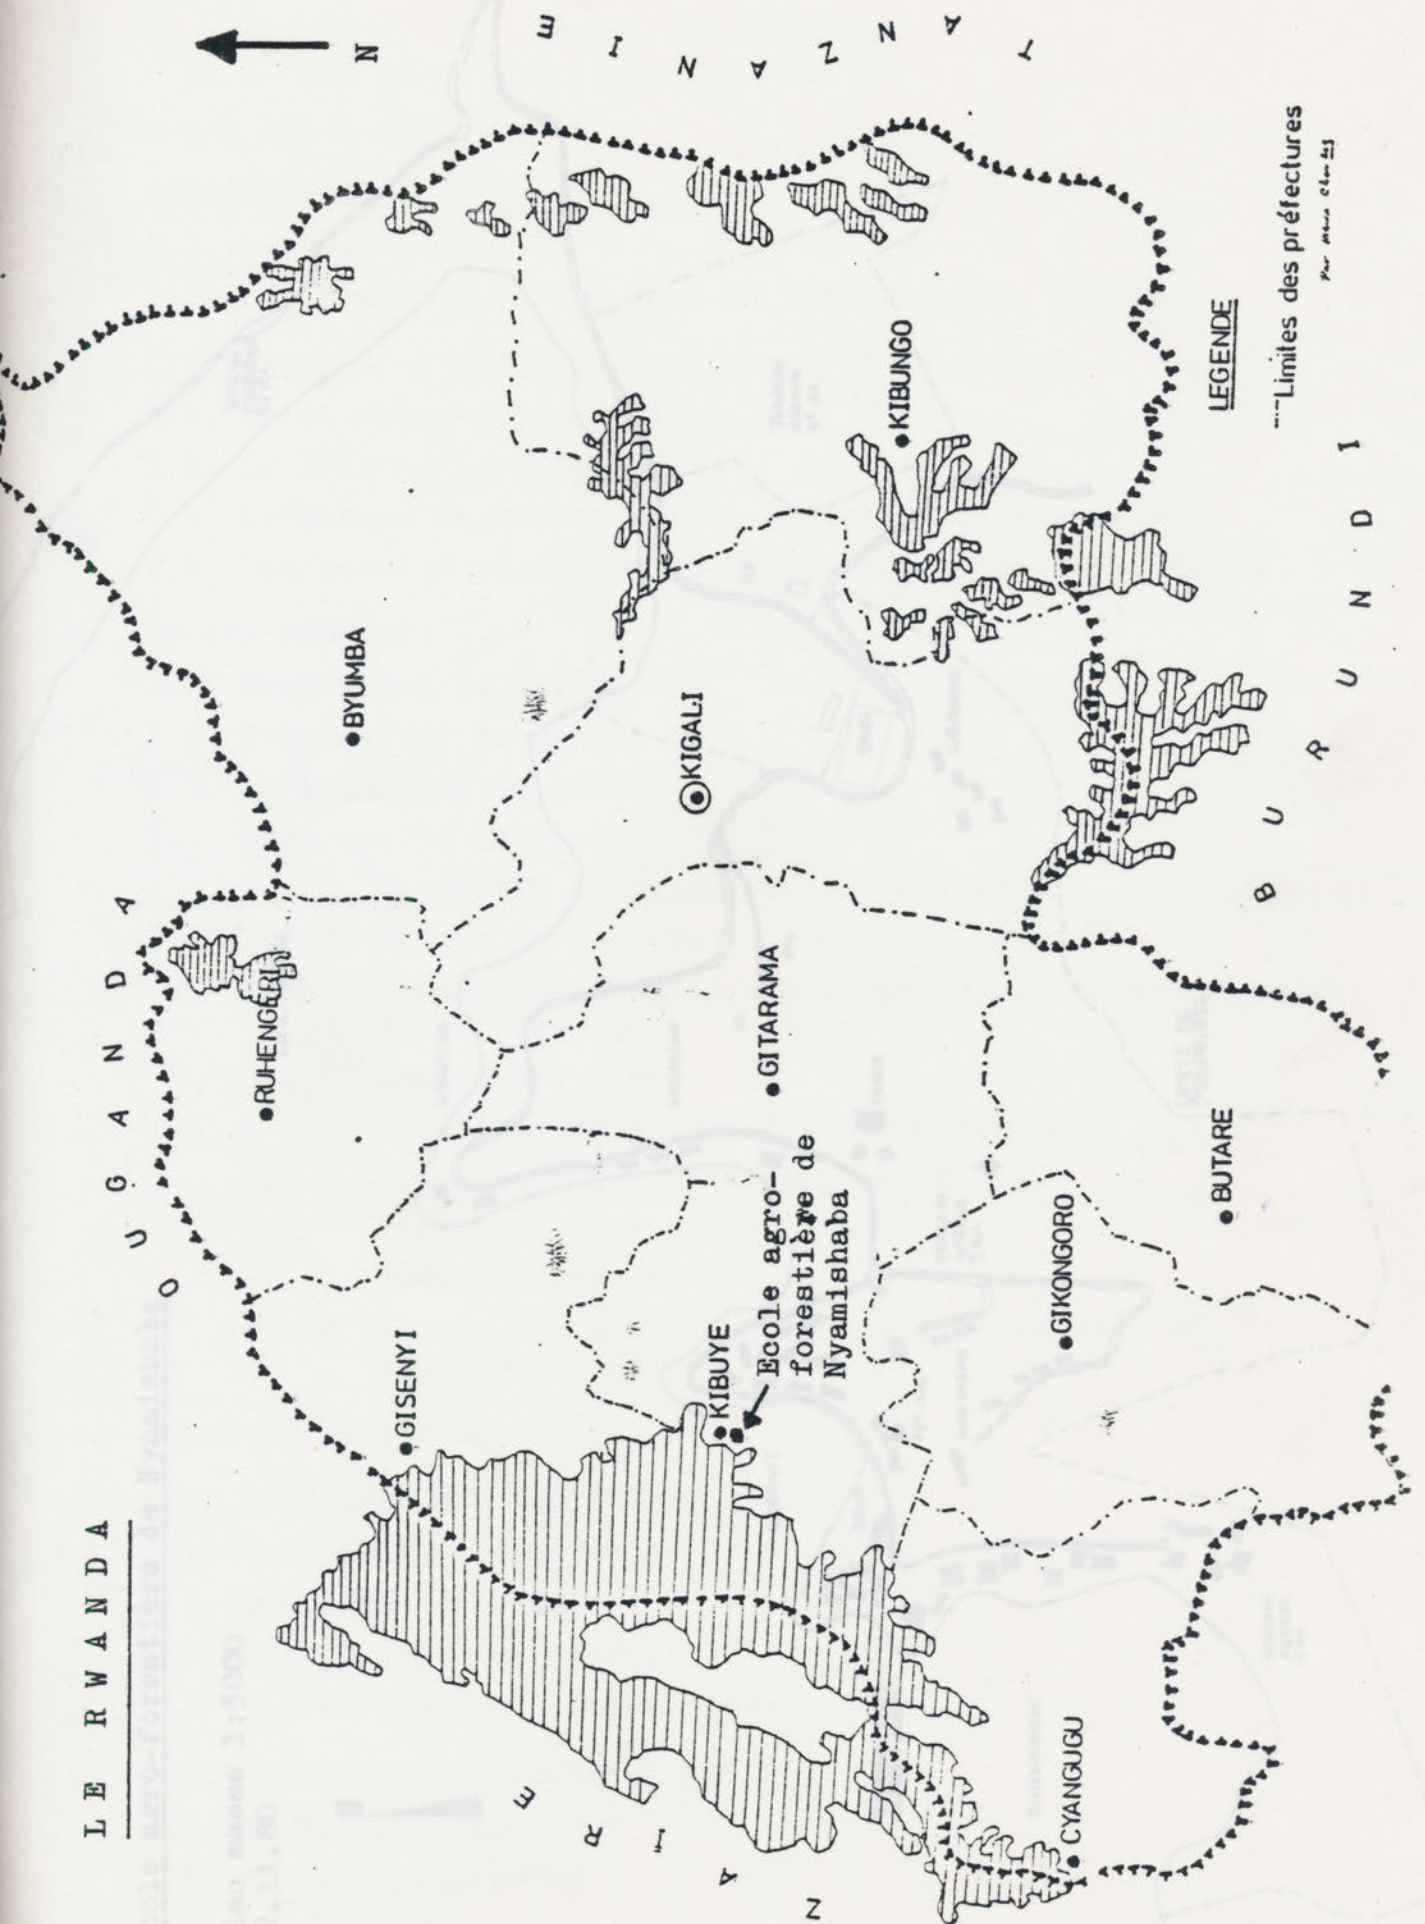 LE RWANDA
N
OUGANDA
TANZANIE
ZAÏRE
BURUNDI
RUHENGERI
BYUMBA
GISENYI
KIGALI
KIBUYE
Ecole agro-
forestière de
Nyamishaba
GITARAMA
KIBUNGO
GIKONGORO
BUTARE
CYANGUGU
LEGENDE
Limites des préfectures